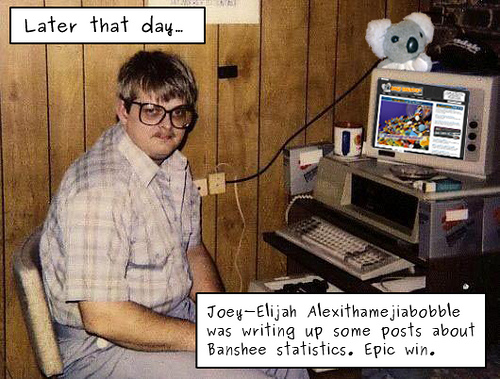 Later that day...
Joey-Elijah Alexithamejiabobble
was writing up some posts about
Banshee statistics. Epic win.